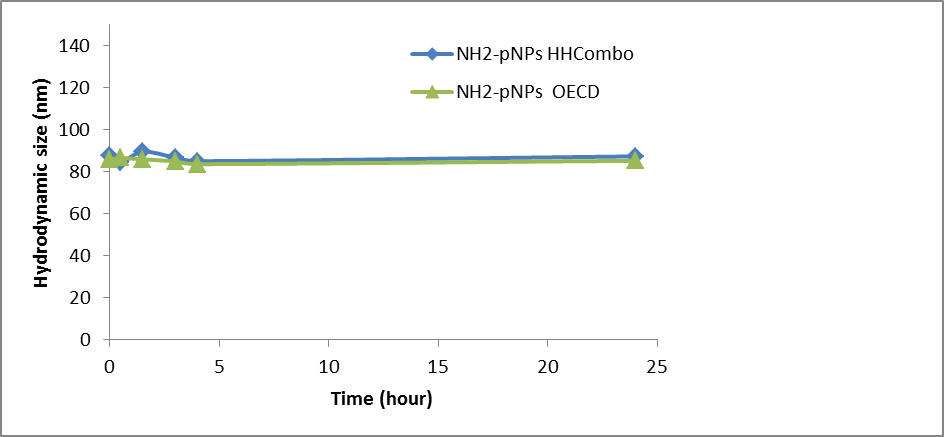 NH2-pNPs HHCombo
NH2-pNPs  OECD
Hydrodynamic size (nm)
140
120
100
80
60
40
20
0
0 5 10 15 20 25
Time (hour)